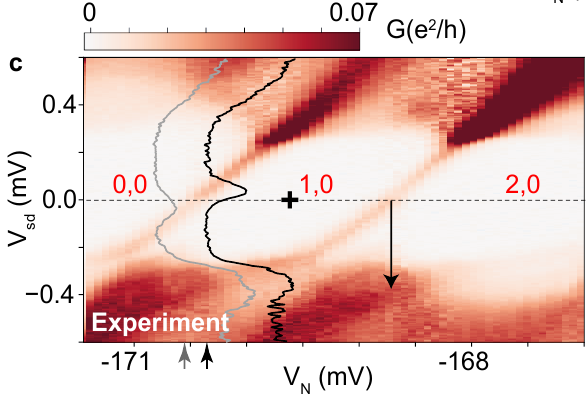 N
0
0.07
G(e²/h)
c
0.4
0.0
−0.4
V_sd (mV)
0,0
1,0
2,0
Experiment
-171
-168
V_N (mV)